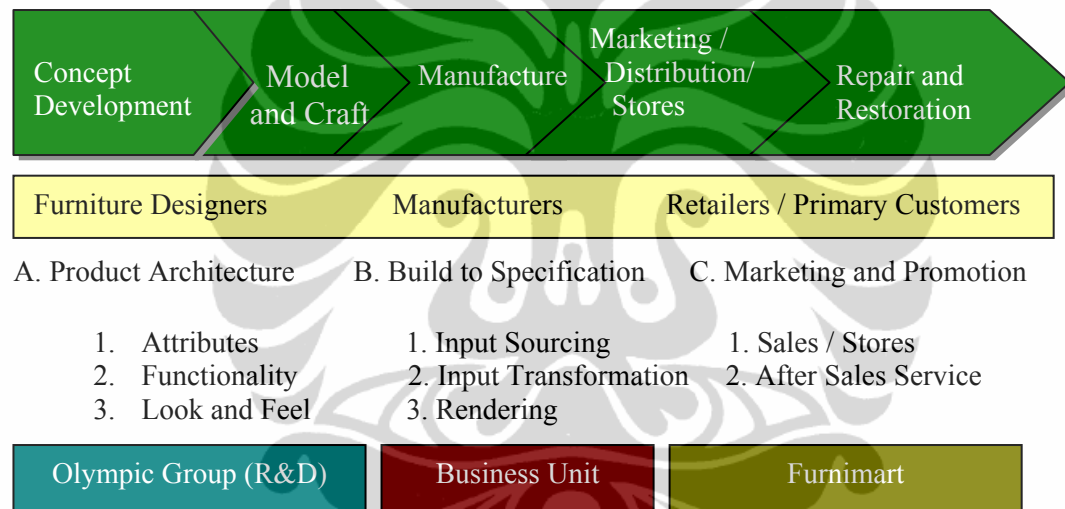 Concept
Development
Model
and Craft
Manufacture
Marketing /
Distribution/
Stores
Repair and
Restoration
Furniture Designers
Manufacturers
Retailers / Primary Customers
A. Product Architecture
B. Build to Specification
C. Marketing and Promotion
1. Attributes
2. Functionality
3. Look and Feel
1. Input Sourcing
2. Input Transformation
3. Rendering
1. Sales / Stores
2. After Sales Service
Olympic Group (R&D)
Business Unit
Furnimart